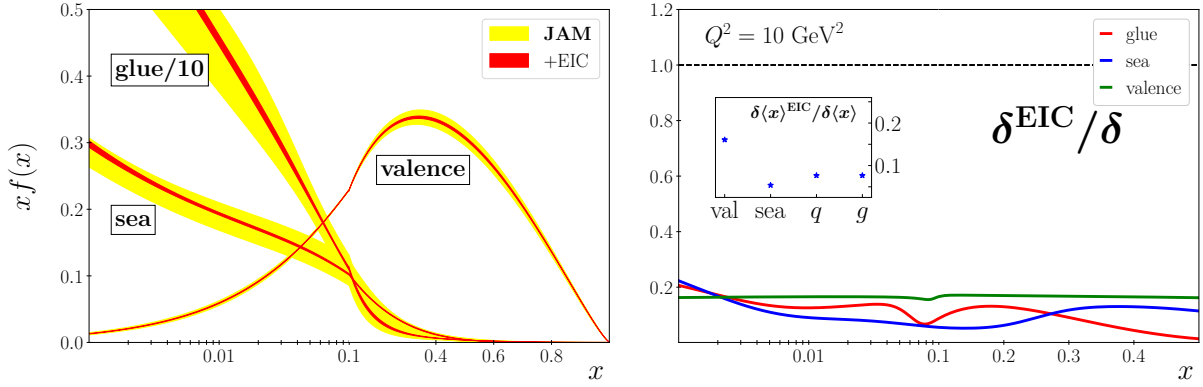 0.5
0.4
0.3
0.2
0.1
0.0
xf(x)
glue/10
sea
valence
JAM
+EIC
0.01
0.1
0.4
0.6
0.8
x
1.2
1.0
0.8
0.6
0.4
0.2
Q² = 10 GeV²
glue
sea
valence
δ⟨x⟩^EIC/δ⟨x⟩
0.2
0.1
val
sea
q
g
δ^EIC/δ
0.01
0.1
0.2
0.3
0.4
x